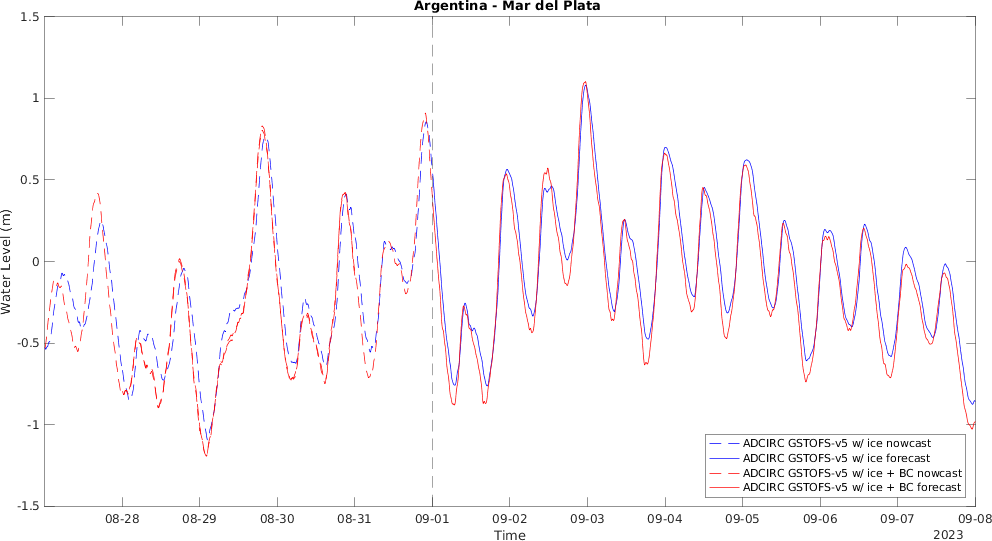 Argentina - Mar del Plata
1.5
1
0.5
0
-0.5
-1
-1.5
Water Level (m)
08-28
08-29
08-30
08-31
09-01
09-02
09-03
09-04
09-05
09-06
09-07
09-08
Time
2023
ADCIRC GSTOFS-v5 w/ ice nowcast
ADCIRC GSTOFS-v5 w/ ice forecast
ADCIRC GSTOFS-v5 w/ ice + BC nowcast
ADCIRC GSTOFS-v5 w/ ice + BC forecast